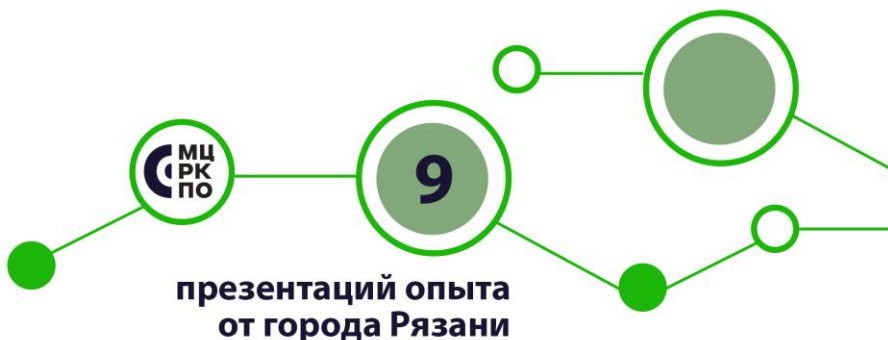 МЦ
РК
ПО
9
презентаций опыта
от города Рязани